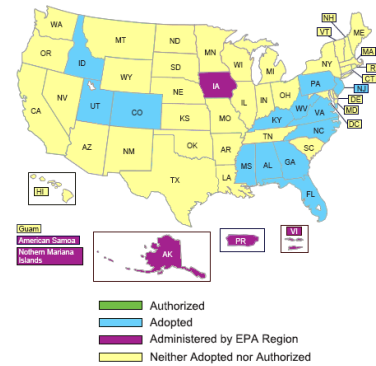 WA
NH
VT
ME
MT
ND
MN
OR
ID
SD
WI
NY
MA
R
CT
WY
MI
IA
NE
PA
NJ
NV
UT
CO
IL
IN
OH
DE
MD
DC
CA
KS
MO
WV
VA
KY
NC
TN
AZ
NM
OK
AR
SC
MS
AL
GA
TX
LA
FL
HI
Guam
American Samoa
Nothern Mariana
Islands
AK
PR
VI
Authorized
Adopted
Administered by EPA Region
Neither Adopted nor Authorized